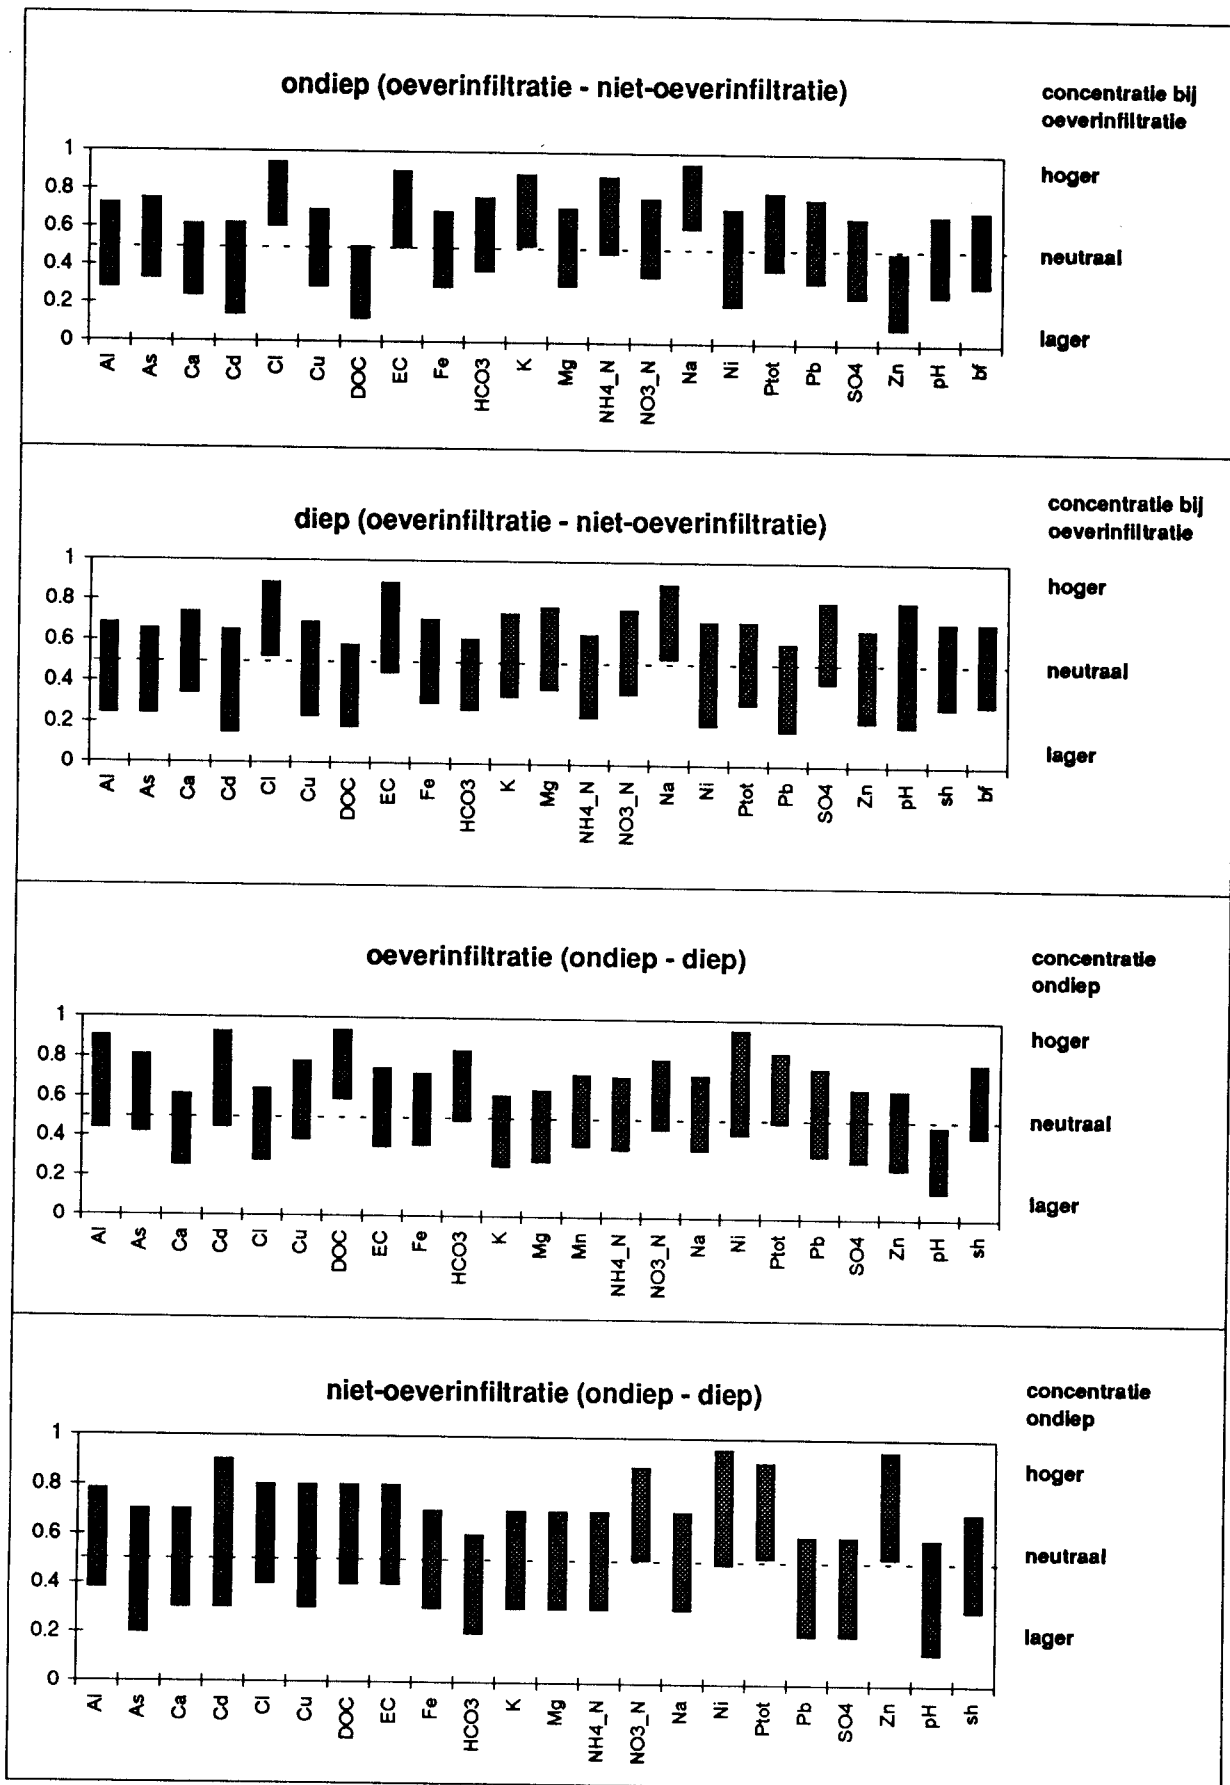 ondiep (oeverinfiltratie - niet-oeverinfiltratie)
concentratie bij
oeverinfiltratie
1
0.8
0.6
0.4
0.2
0
hoger
neutraal
lager
Al As Ca Cd Cl Cu DOC EC Fe HCO3 K Mg NH4_N NO3_N Na Ni Ptot Pb SO4 Zn pH bf
diep (oeverinfiltratie - niet-oeverinfiltratie)
concentratie bij
oeverinfiltratie
1
0.8
0.6
0.4
0.2
0
hoger
neutraal
lager
Al As Ca Cd Cl Cu DOC EC Fe HCO3 K Mg NH4_N NO3_N Na Ni Ptot Pb SO4 Zn pH sh bf
oeverinfiltratie (ondiep - diep)
concentratie
ondiep
1
0.8
0.6
0.4
0.2
0
hoger
neutraal
lager
Al As Ca Cd Cl Cu DOC EC Fe HCO3 K Mg Mn NH4_N NO3_N Na Ni Ptot Pb SO4 Zn pH sh
niet-oeverinfiltratie (ondiep - diep)
concentratie
ondiep
1
0.8
0.6
0.4
0.2
0
hoger
neutraal
lager
Al As Ca Cd Cl Cu DOC EC Fe HCO3 K Mg NH4_N NO3_N Na Ni Ptot Pb SO4 Zn pH sh